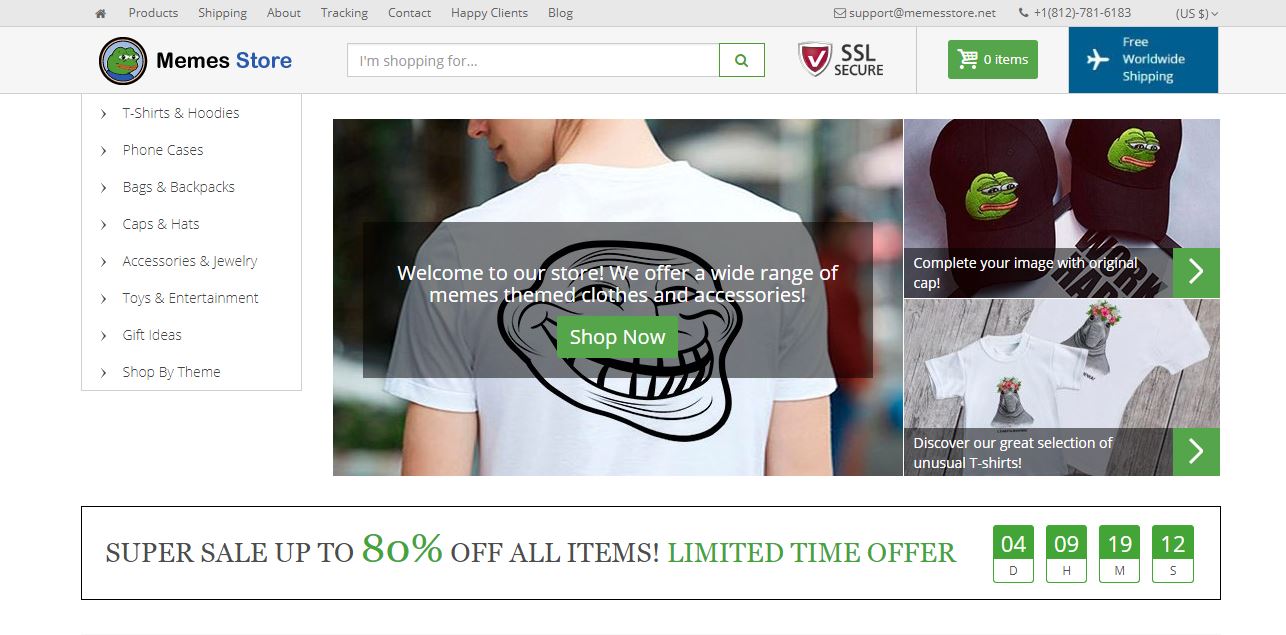 Products Shipping About Tracking Contact Happy Clients Blog support@memesstore.net +1(812)-781-6183 (US $)
Memes Store
I'm shopping for...
SSL
SECURE
0 items
Free
Worldwide
Shipping
T-Shirts & Hoodies
Phone Cases
Bags & Backpacks
Caps & Hats
Accessories & Jewelry
Toys & Entertainment
Gift Ideas
Shop By Theme
Welcome to our store! We offer a wide range of
memes themed clothes and accessories!
Shop Now
Complete your image with original
cap!
Discover our great selection of
unusual T-shirts!
SUPER SALE UP TO 80% OFF ALL ITEMS! LIMITED TIME OFFER
04 09 19 12
D H M S